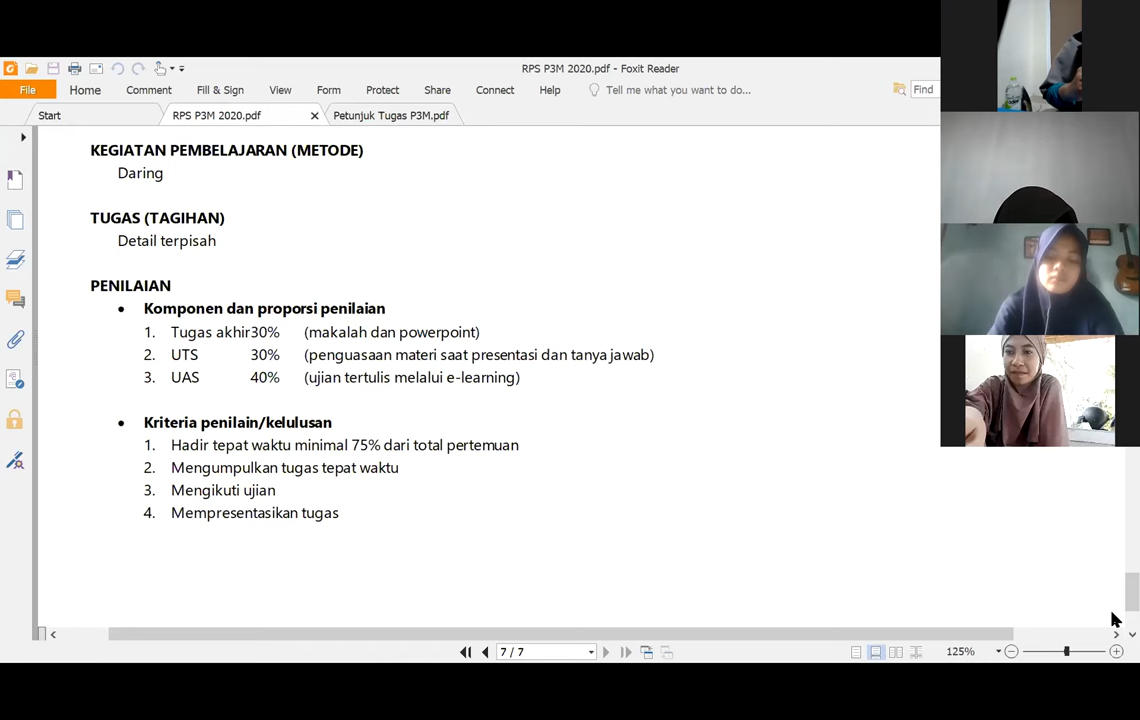 RPS P3M 2020.pdf - Foxit Reader
File Home Comment Fill & Sign View Form Protect Share Connect Help Tell me what you want to do... Find
Start RPS P3M 2020.pdf Petunjuk Tugas P3M.pdf
KEGIATAN PEMBELAJARAN (METODE)
Daring
TUGAS (TAGIHAN)
Detail terpisah
PENILAIAN
• Komponen dan proporsi penilaian
1. Tugas akhir30% (makalah dan powerpoint)
2. UTS 30% (penguasaan materi saat presentasi dan tanya jawab)
3. UAS 40% (ujian tertulis melalui e-learning)
• Kriteria penilain/kelulusan
1. Hadir tepat waktu minimal 75% dari total pertemuan
2. Mengumpulkan tugas tepat waktu
3. Mengikuti ujian
4. Mempresentasikan tugas
7 / 7 125%